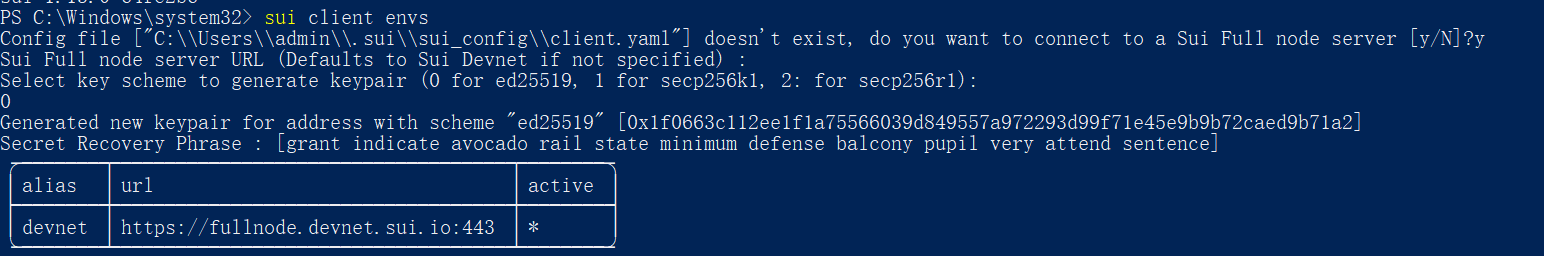 PS C:\Windows\system32> sui client envs
Config file ["C:\\Users\\admin\\.sui\\sui_config\\client.yaml"] doesn't exist, do you want to connect to a Sui Full node server [y/N]?y
Sui Full node server URL (Defaults to Sui Devnet if not specified) :
Select key scheme to generate keypair (0 for ed25519, 1 for secp256k1, 2: for secp256r1):
0
Generated new keypair for address with scheme "ed25519" [0x1f0663c112ee1f1a75566039d849557a972293d99f71e45e9b9b72caed9b71a2]
Secret Recovery Phrase : [grant indicate avocado rail state minimum defense balcony pupil very attend sentence]
alias url active
devnet https://fullnode.devnet.sui.io:443 *